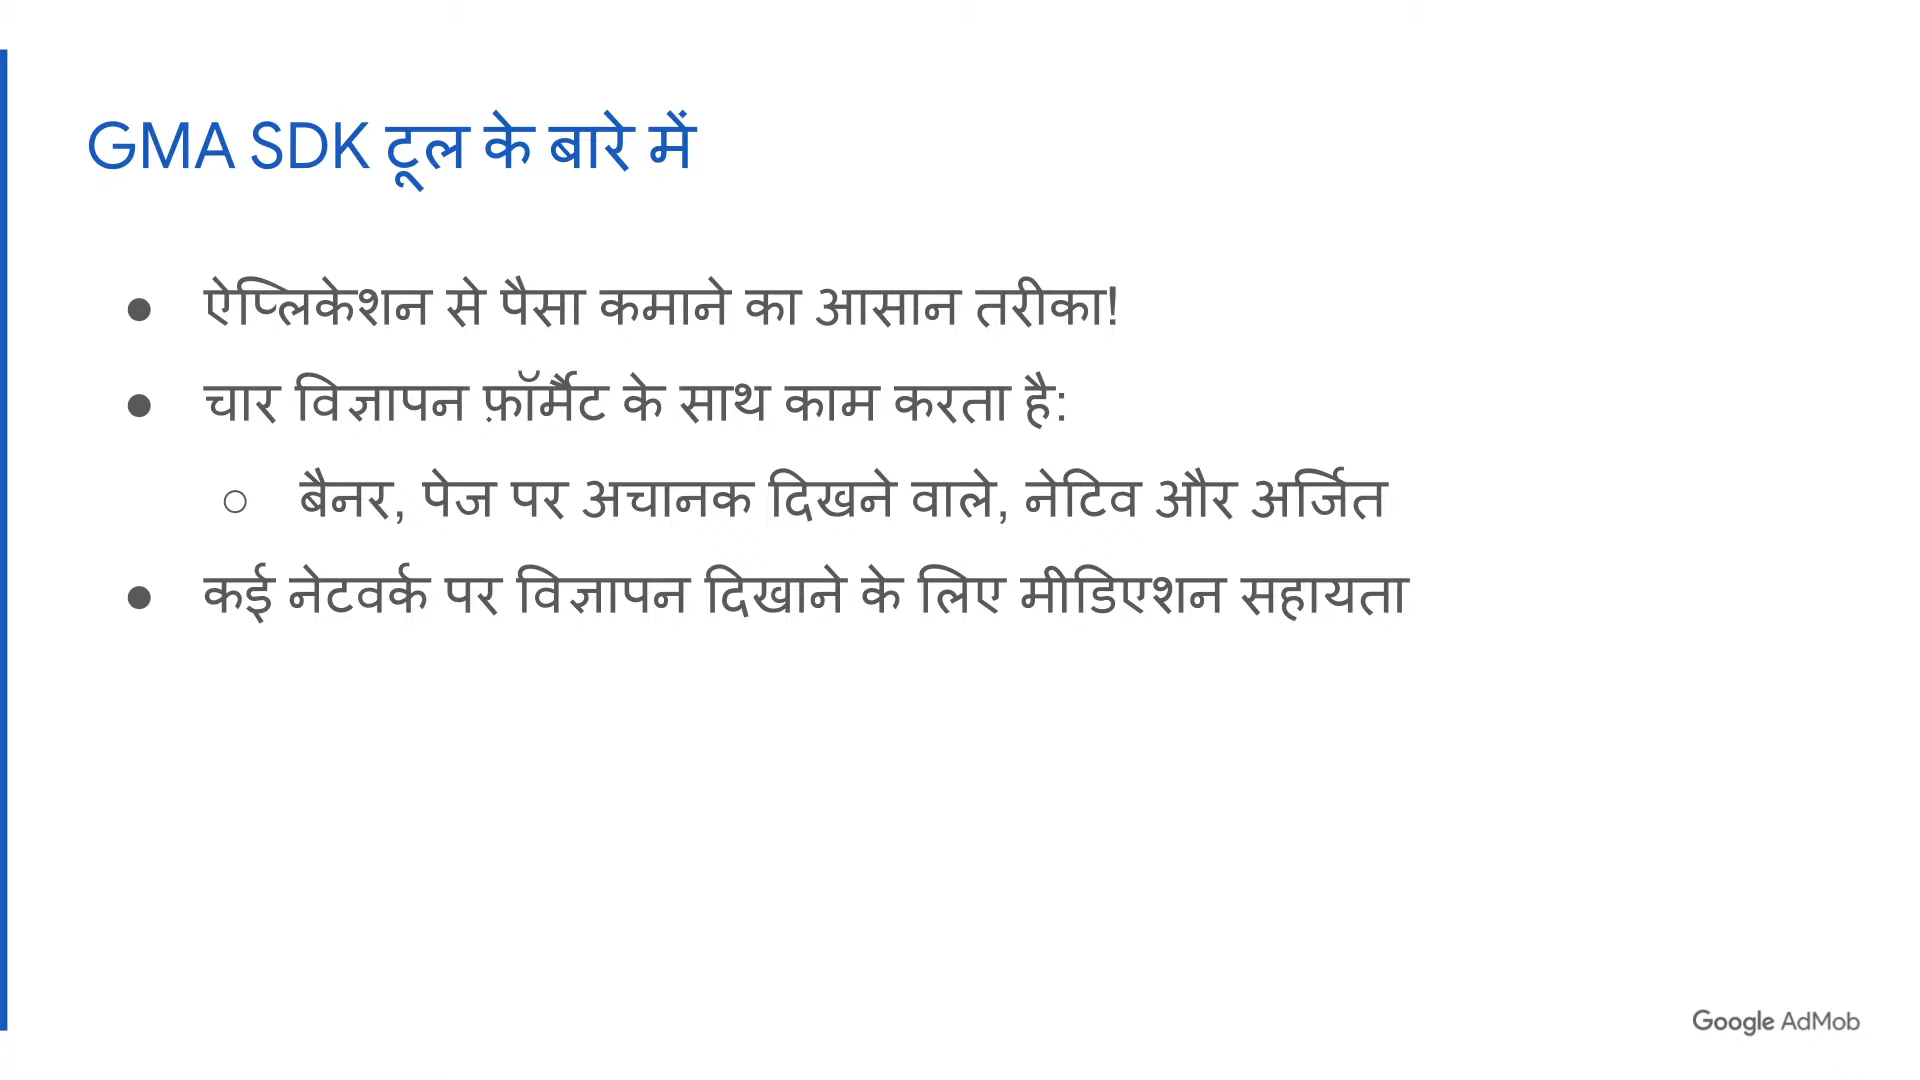 GMA SDK टूल के बारे में
● ऐप्लिकेशन से पैसा कमाने का आसान तरीका!
● चार विज्ञापन फ़ॉर्मैट के साथ काम करता है:
○ बैनर, पेज पर अचानक दिखने वाले, नेटिव और अर्जित
● कई नेटवर्क पर विज्ञापन दिखाने के लिए मीडिएशन सहायता
Google AdMob